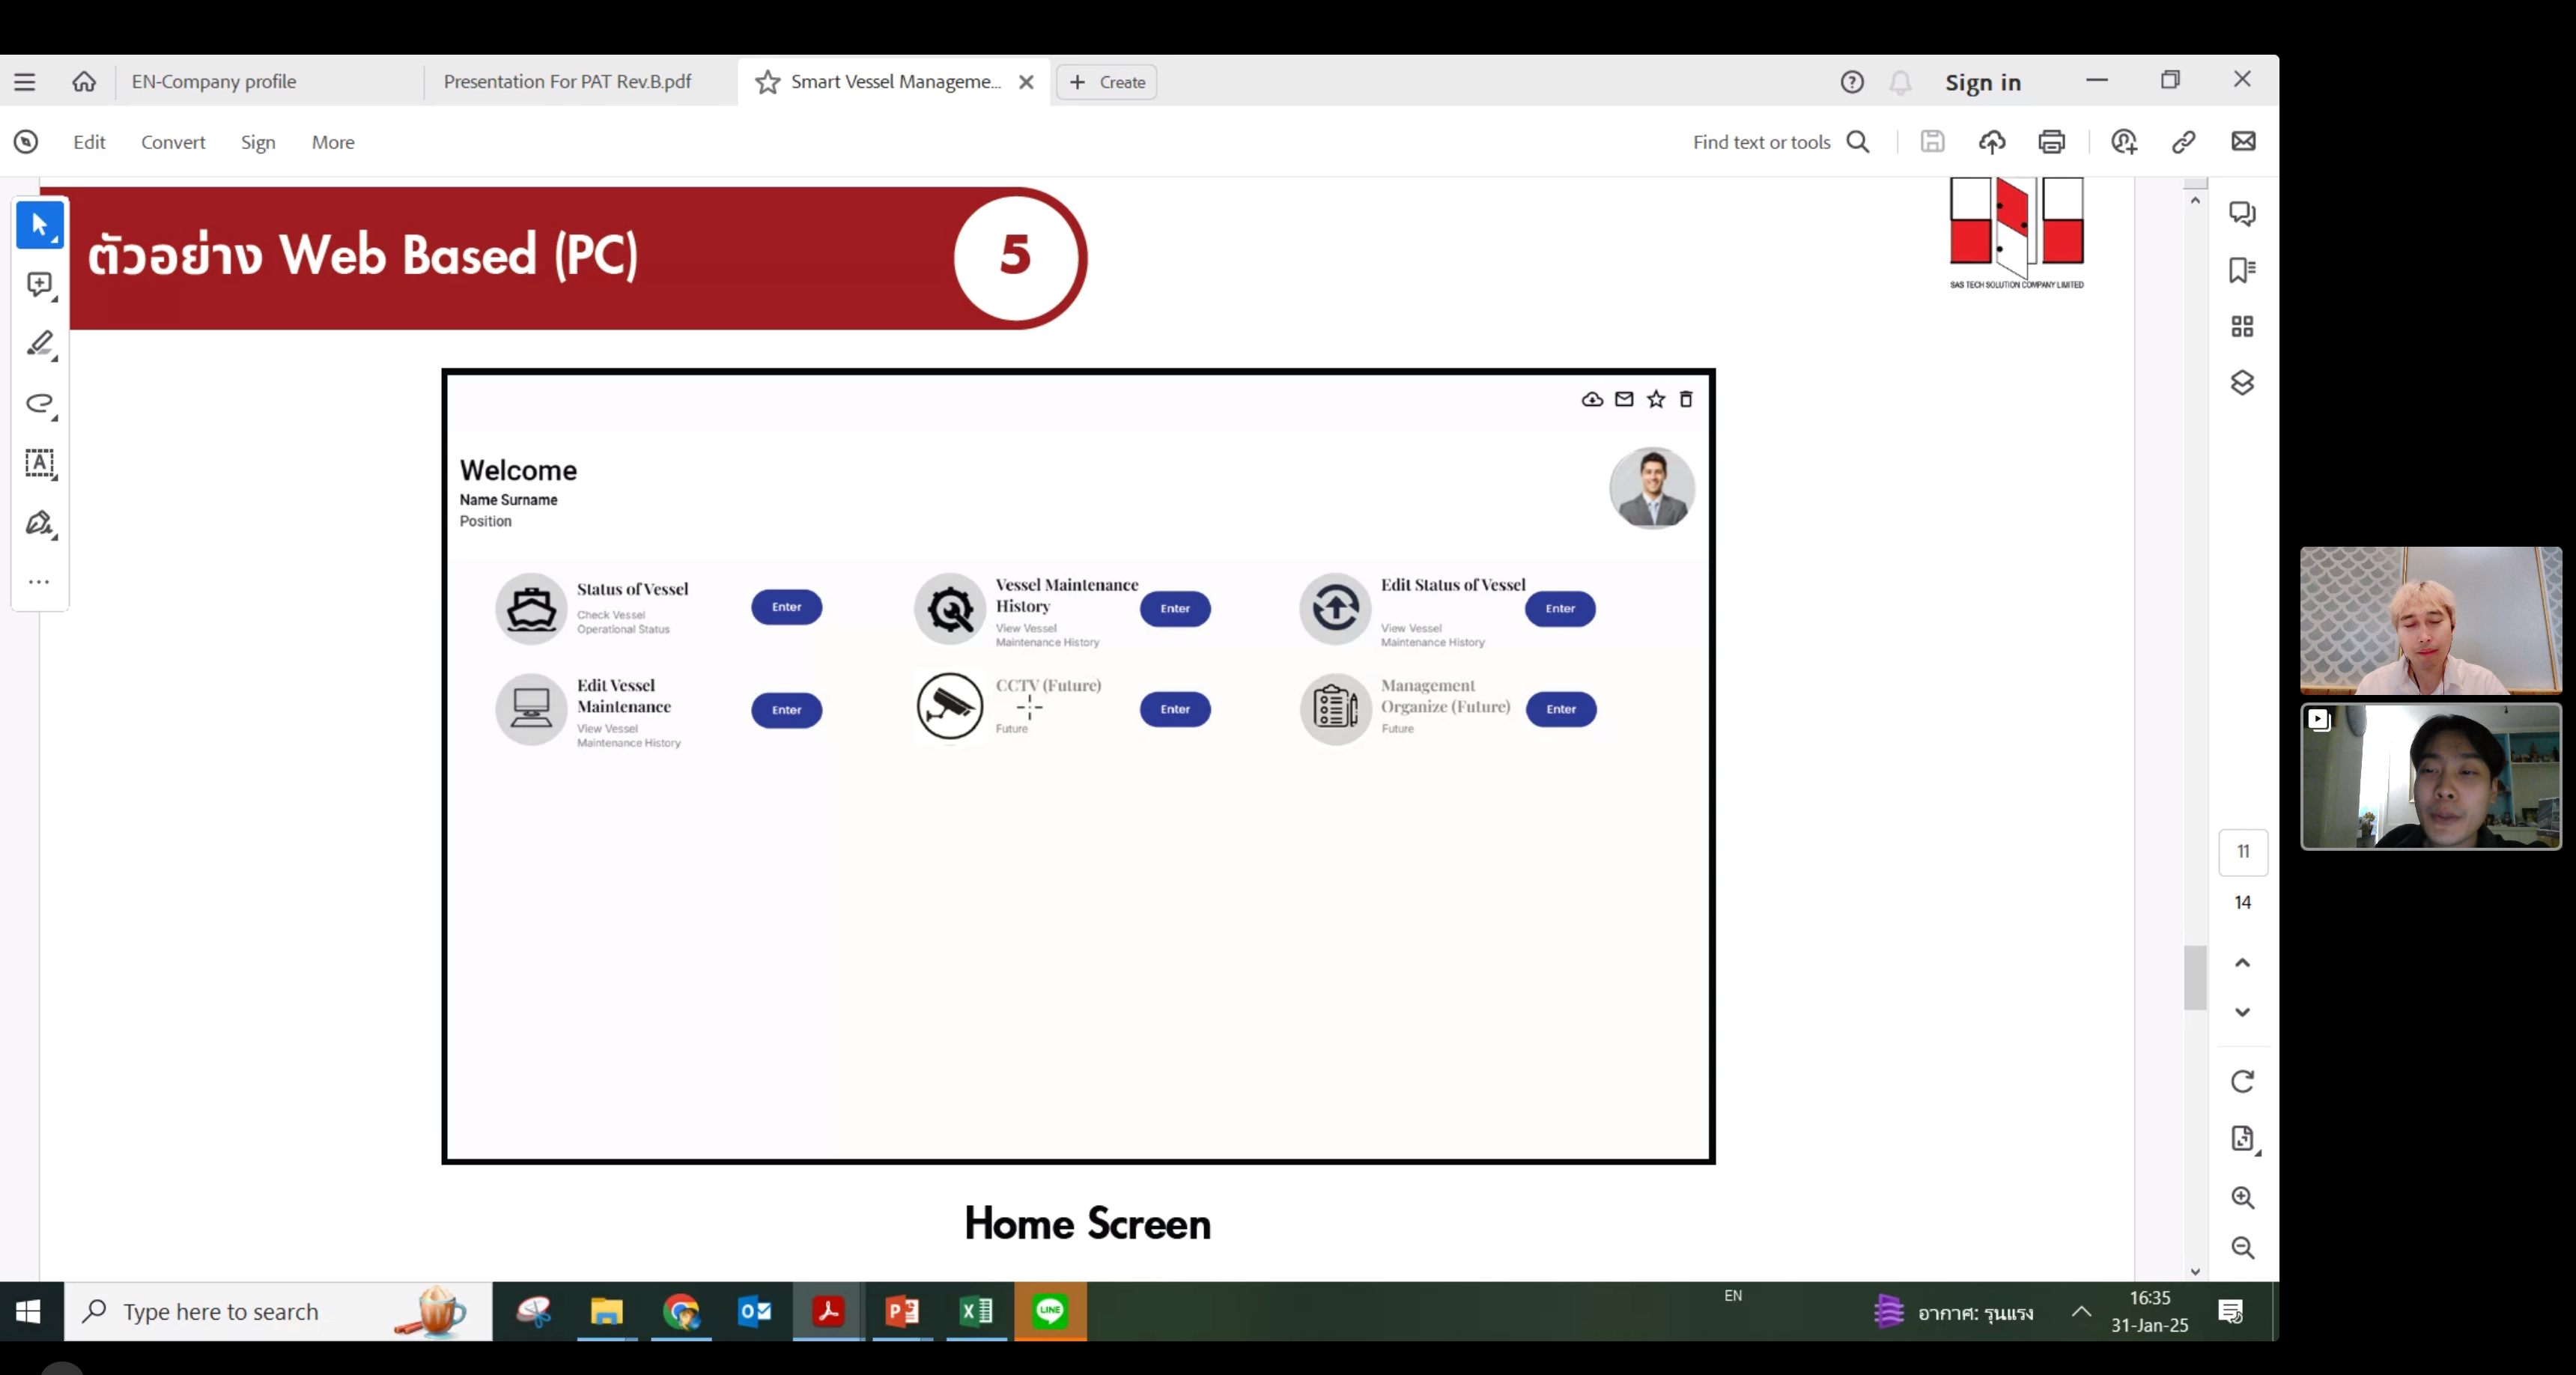 EN-Company profile
Presentation For PAT Rev.B.pdf
Smart Vessel Manageme...
Create
Sign in
Edit
Convert
Sign
More
Find text or tools
ตัวอย่าง Web Based (PC)
5
SAS TECH SOLUTION COMPANY LIMITED
Welcome
Name Surname
Position
Status of Vessel
Check Vessel
Operational Status
Enter
Vessel Maintenance
History
View Vessel
Maintenance History
Enter
Edit Status of Vessel
View Vessel
Maintenance History
Enter
Edit Vessel
Maintenance
View Vessel
Maintenance History
Enter
CCTV (Future)
Future
Enter
Management
Organize (Future)
Future
Enter
Home Screen
11
14
Type here to search
LINE
EN
อากาศ: รุนแรง
16:35
31-Jan-25